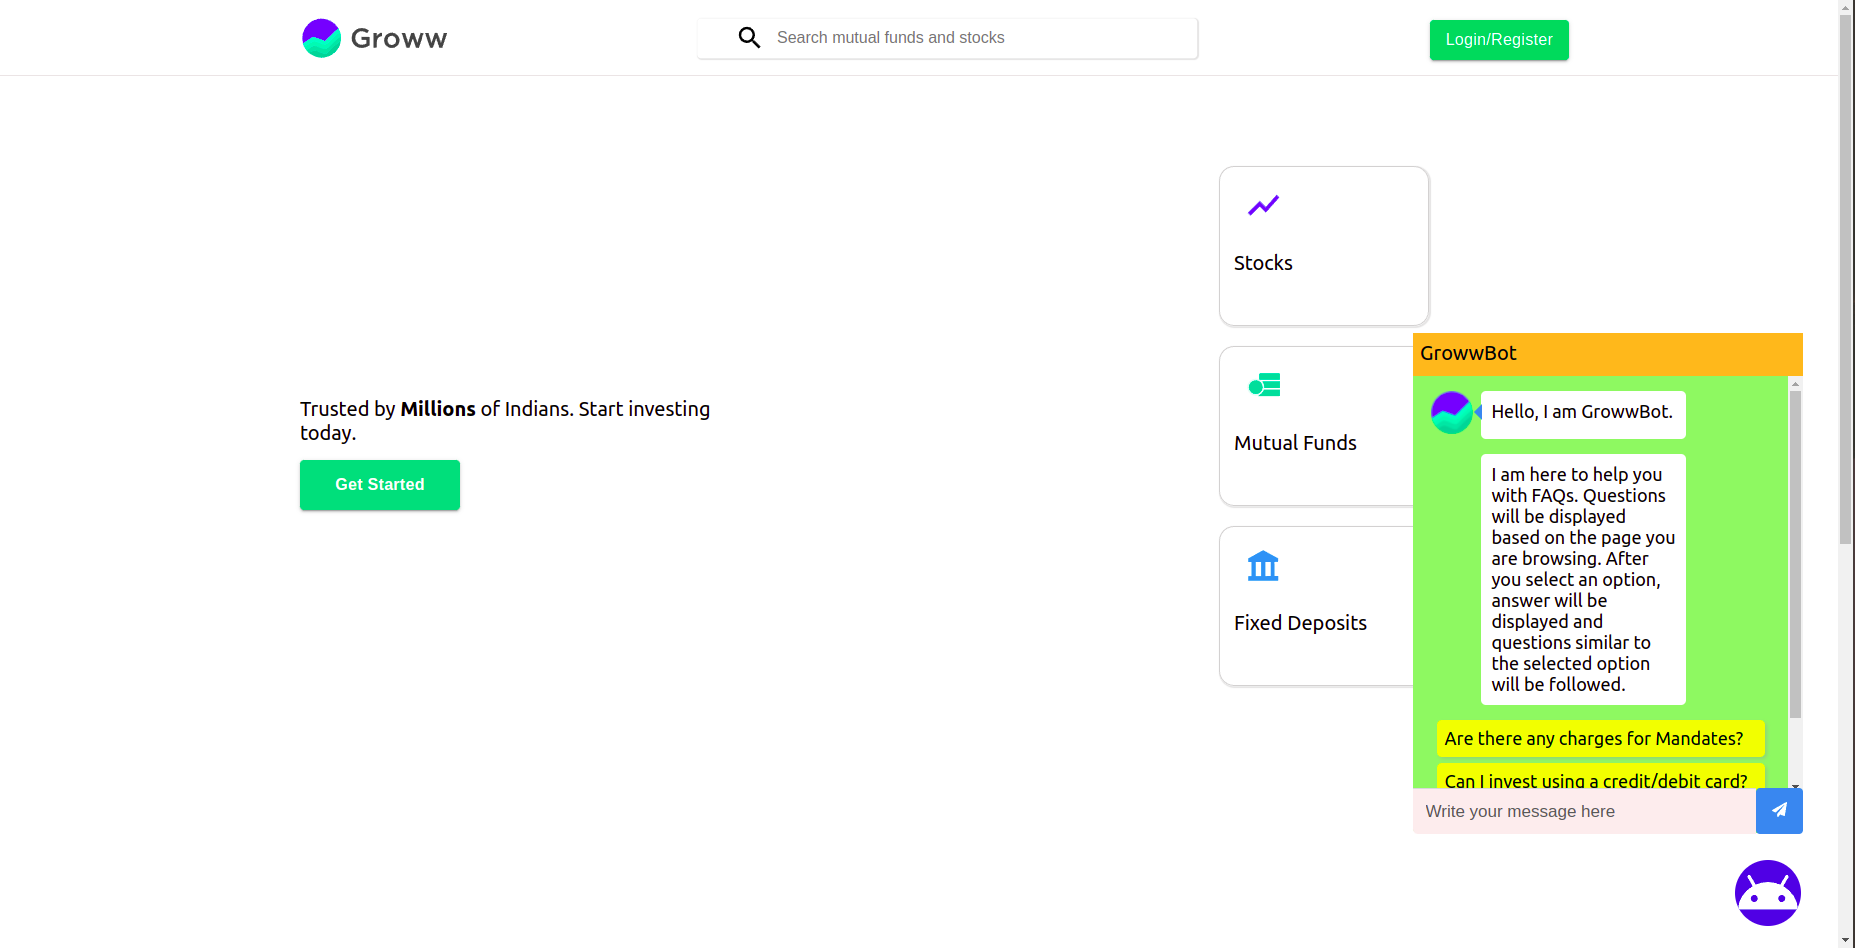 Groww
Search mutual funds and stocks
Login/Register
Stocks
Mutual Funds
Fixed Deposits
Trusted by Millions of Indians. Start investing
today.
Get Started
GrowwBot
Hello, I am GrowwBot.
I am here to help you
with FAQs. Questions
will be displayed
based on the page you
are browsing. After
you select an option,
answer will be
displayed and
questions similar to
the selected option
will be followed.
Are there any charges for Mandates?
Can I invest using a credit/debit card?
Write your message here